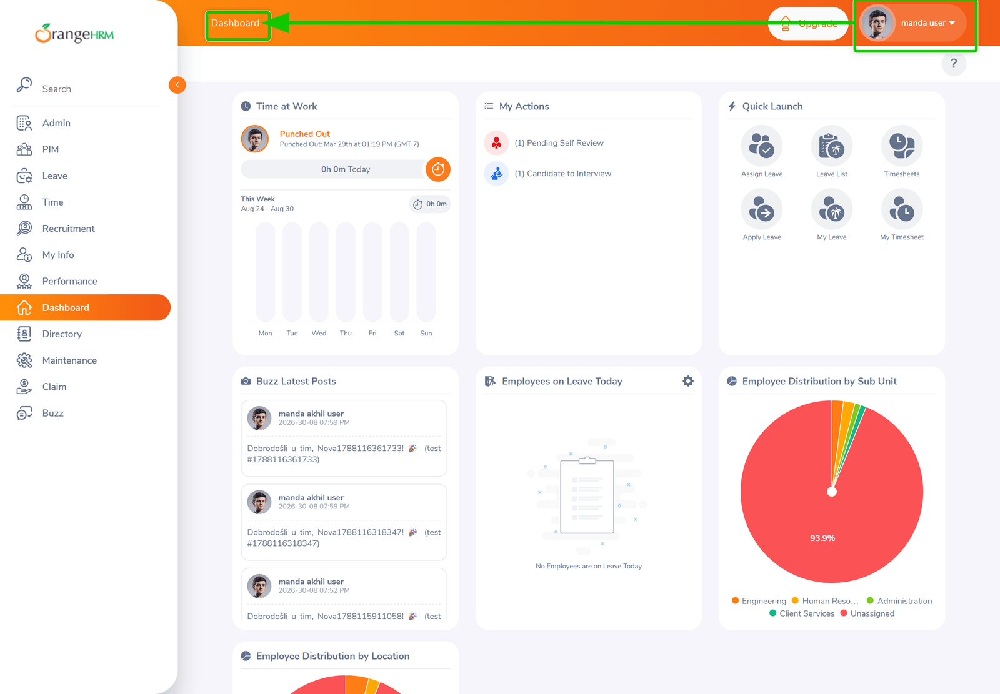 OrangeHRM
Dashboard
Upgrade
manda user
?
Search
Admin
PIM
Leave
Time
Recruitment
My Info
Performance
Dashboard
Directory
Maintenance
Claim
Buzz
Time at Work
Punched Out
Punched Out: Mar 29th at 01:19 PM (GMT 7)
0h 0m Today
This Week
Aug 24 - Aug 30
0h 0m
Mon Tue Wed Thu Fri Sat Sun
My Actions
(1) Pending Self Review
(1) Candidate to Interview
Quick Launch
Assign Leave Leave List Timesheets
Apply Leave My Leave My Timesheet
Buzz Latest Posts
manda akhil user
2026-30-08 07:59 PM
Dobrodošli u tim, Nova1788116361733! 🎉 (test
#1788116361733)
manda akhil user
2026-30-08 07:59 PM
Dobrodošli u tim, Nova1788116318347! 🎉 (test
#1788116318347)
manda akhil user
2026-30-08 07:52 PM
Dobrodošli u tim, Nova1788115911058! 🎉 (test
Employees on Leave Today
No Employees are on Leave Today
Employee Distribution by Sub Unit
93.9%
Engineering Human Reso... Administration
Client Services Unassigned
Employee Distribution by Location